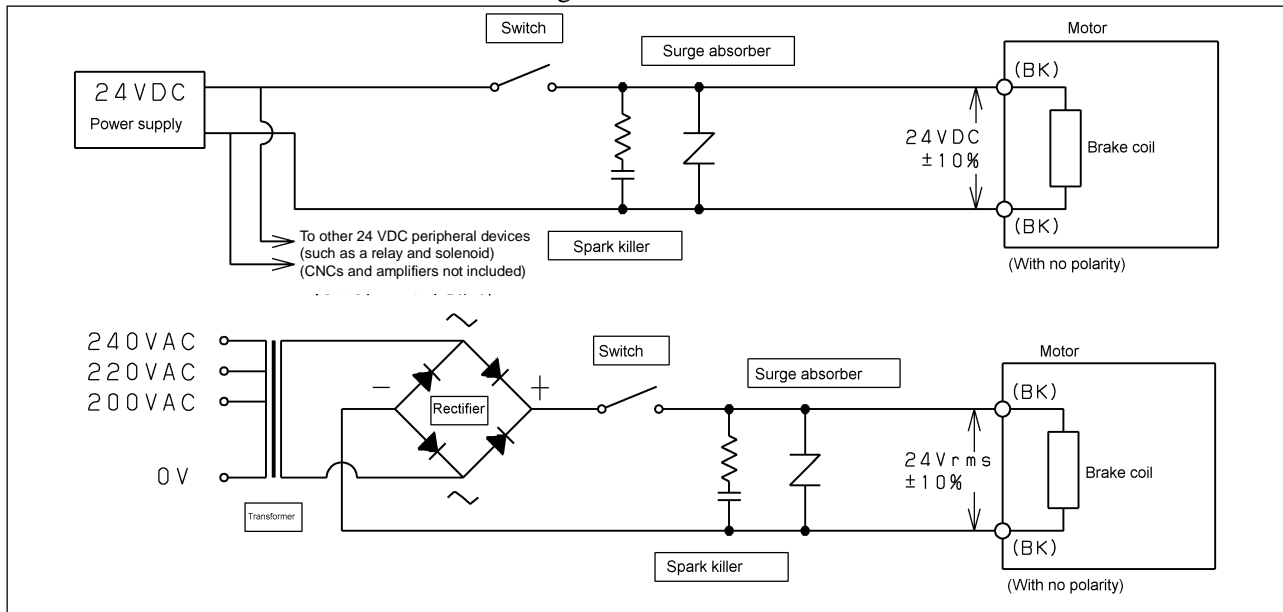 Switch
Motor
Surge absorber
24VDC
Power supply
(BK)
24VDC
±10%
Brake coil
(BK)
To other 24 VDC peripheral devices
(such as a relay and solenoid)
(CNCs and amplifiers not included)
Spark killer
(With no polarity)
240VAC
220VAC
200VAC
0V
Transformer
Rectifier
−
+
Switch
Surge absorber
Motor
(BK)
24Vrms
±10%
Brake coil
(BK)
Spark killer
(With no polarity)